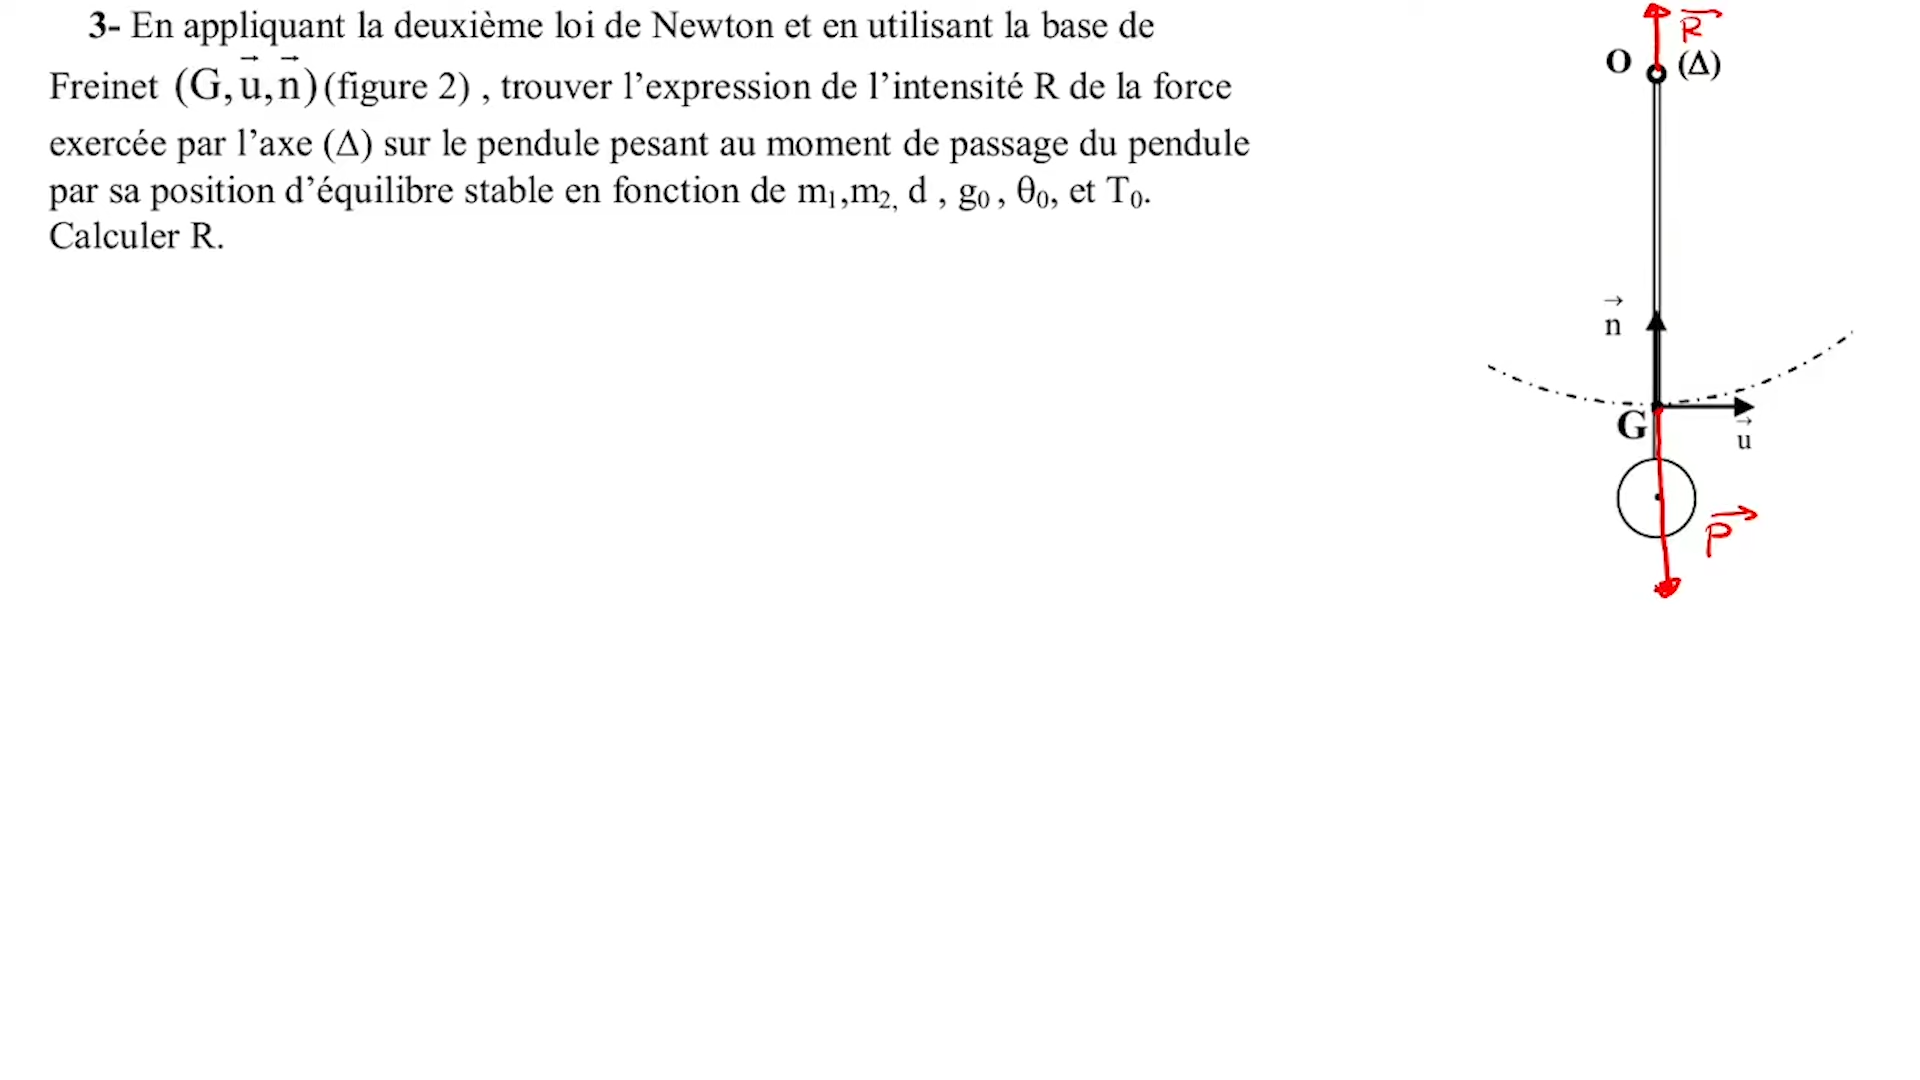 3- En appliquant la deuxième loi de Newton et en utilisant la base de
Freinet (G, u⃗, n⃗) (figure 2) , trouver l’expression de l’intensité R de la force
exercée par l’axe (Δ) sur le pendule pesant au moment de passage du pendule
par sa position d’équilibre stable en fonction de m₁,m₂, d , g₀ , θ₀, et T₀.
Calculer R.
R⃗
O (Δ)
n⃗
G
u⃗
P⃗